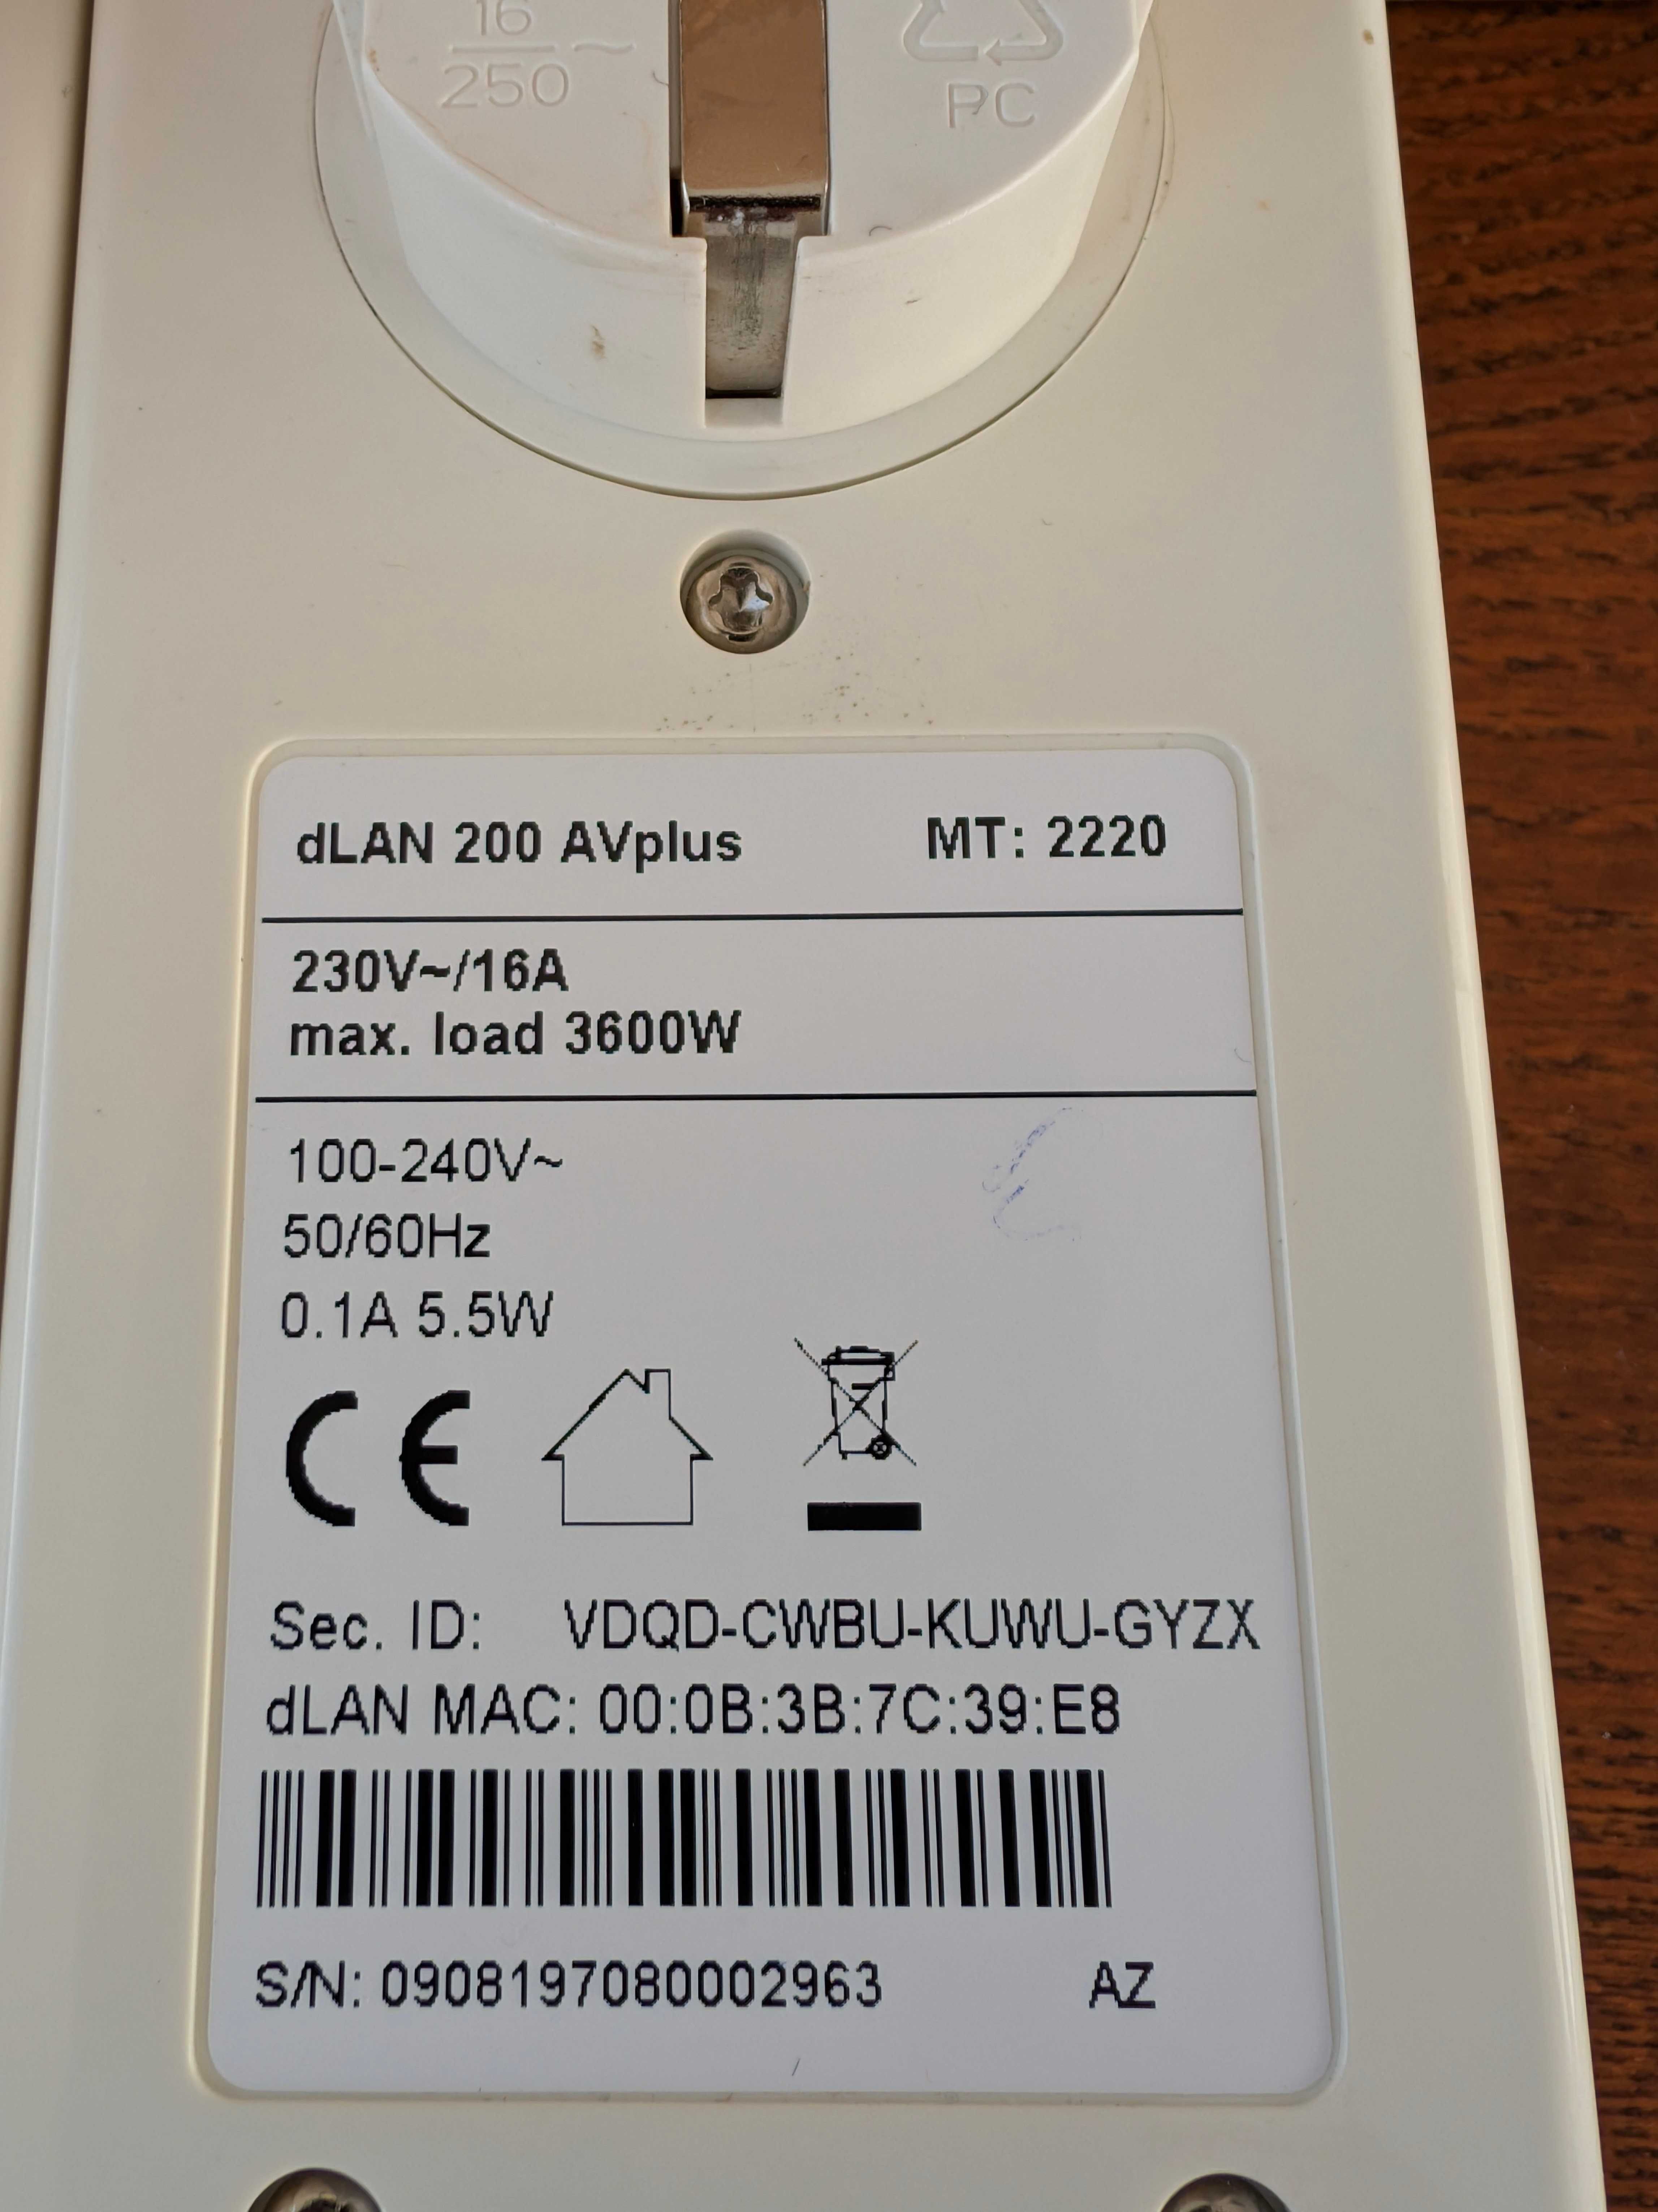 16
250 ~
PC
dLAN 200 AVplus MT: 2220
230V~/16A
max. load 3600W
100-240V~
50/60Hz
0.1A 5.5W
CE
Sec. ID: VDQD-CWBU-KUWU-GYZX
dLAN MAC: 00:0B:3B:7C:39:E8
S/N: 0908197080002963 AZ